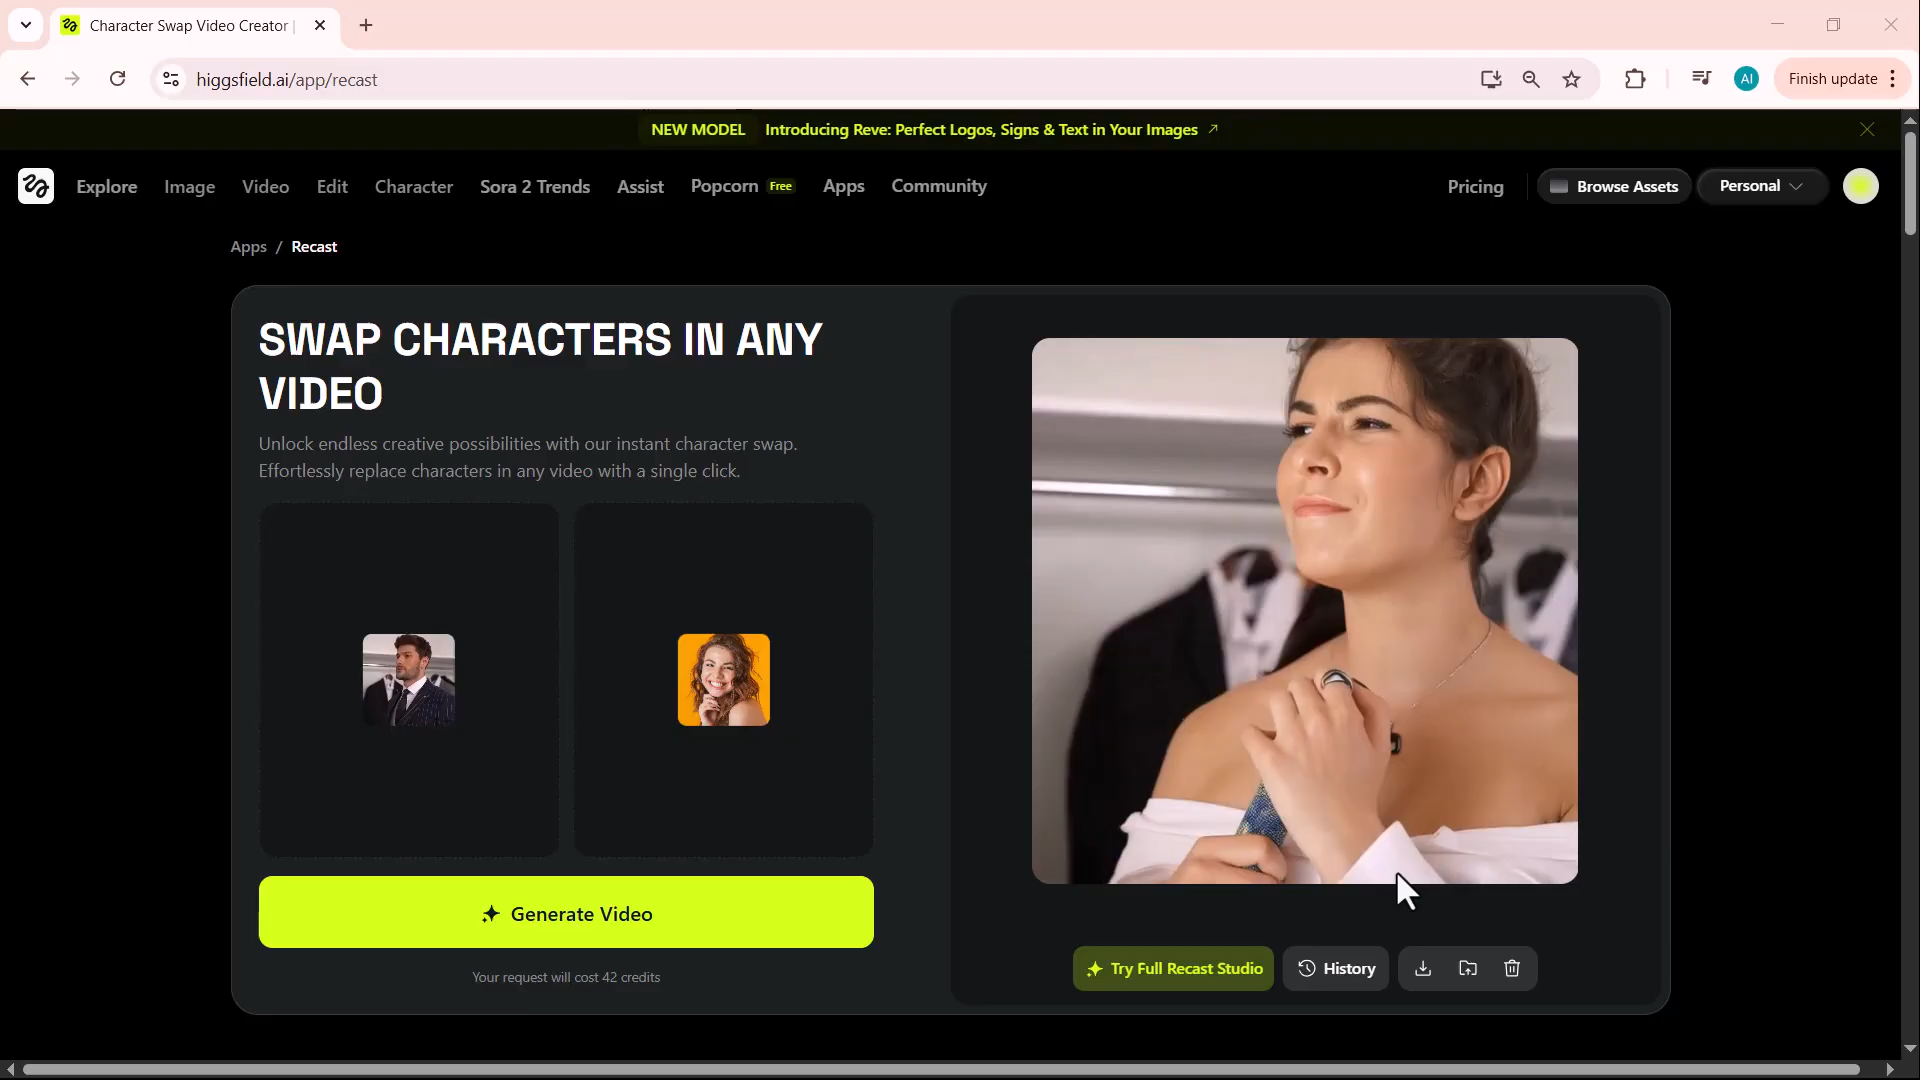 Character Swap Video Creator |
higgsfield.ai/app/recast
AI
Finish update
NEW MODEL Introducing Reve: Perfect Logos, Signs & Text in Your Images
Explore Image Video Edit Character Sora 2 Trends Assist Popcorn Free Apps Community Pricing Browse Assets Personal
Apps / Recast
SWAP CHARACTERS IN ANY
VIDEO
Unlock endless creative possibilities with our instant character swap.
Effortlessly replace characters in any video with a single click.
Generate Video
Your request will cost 42 credits
Try Full Recast Studio History